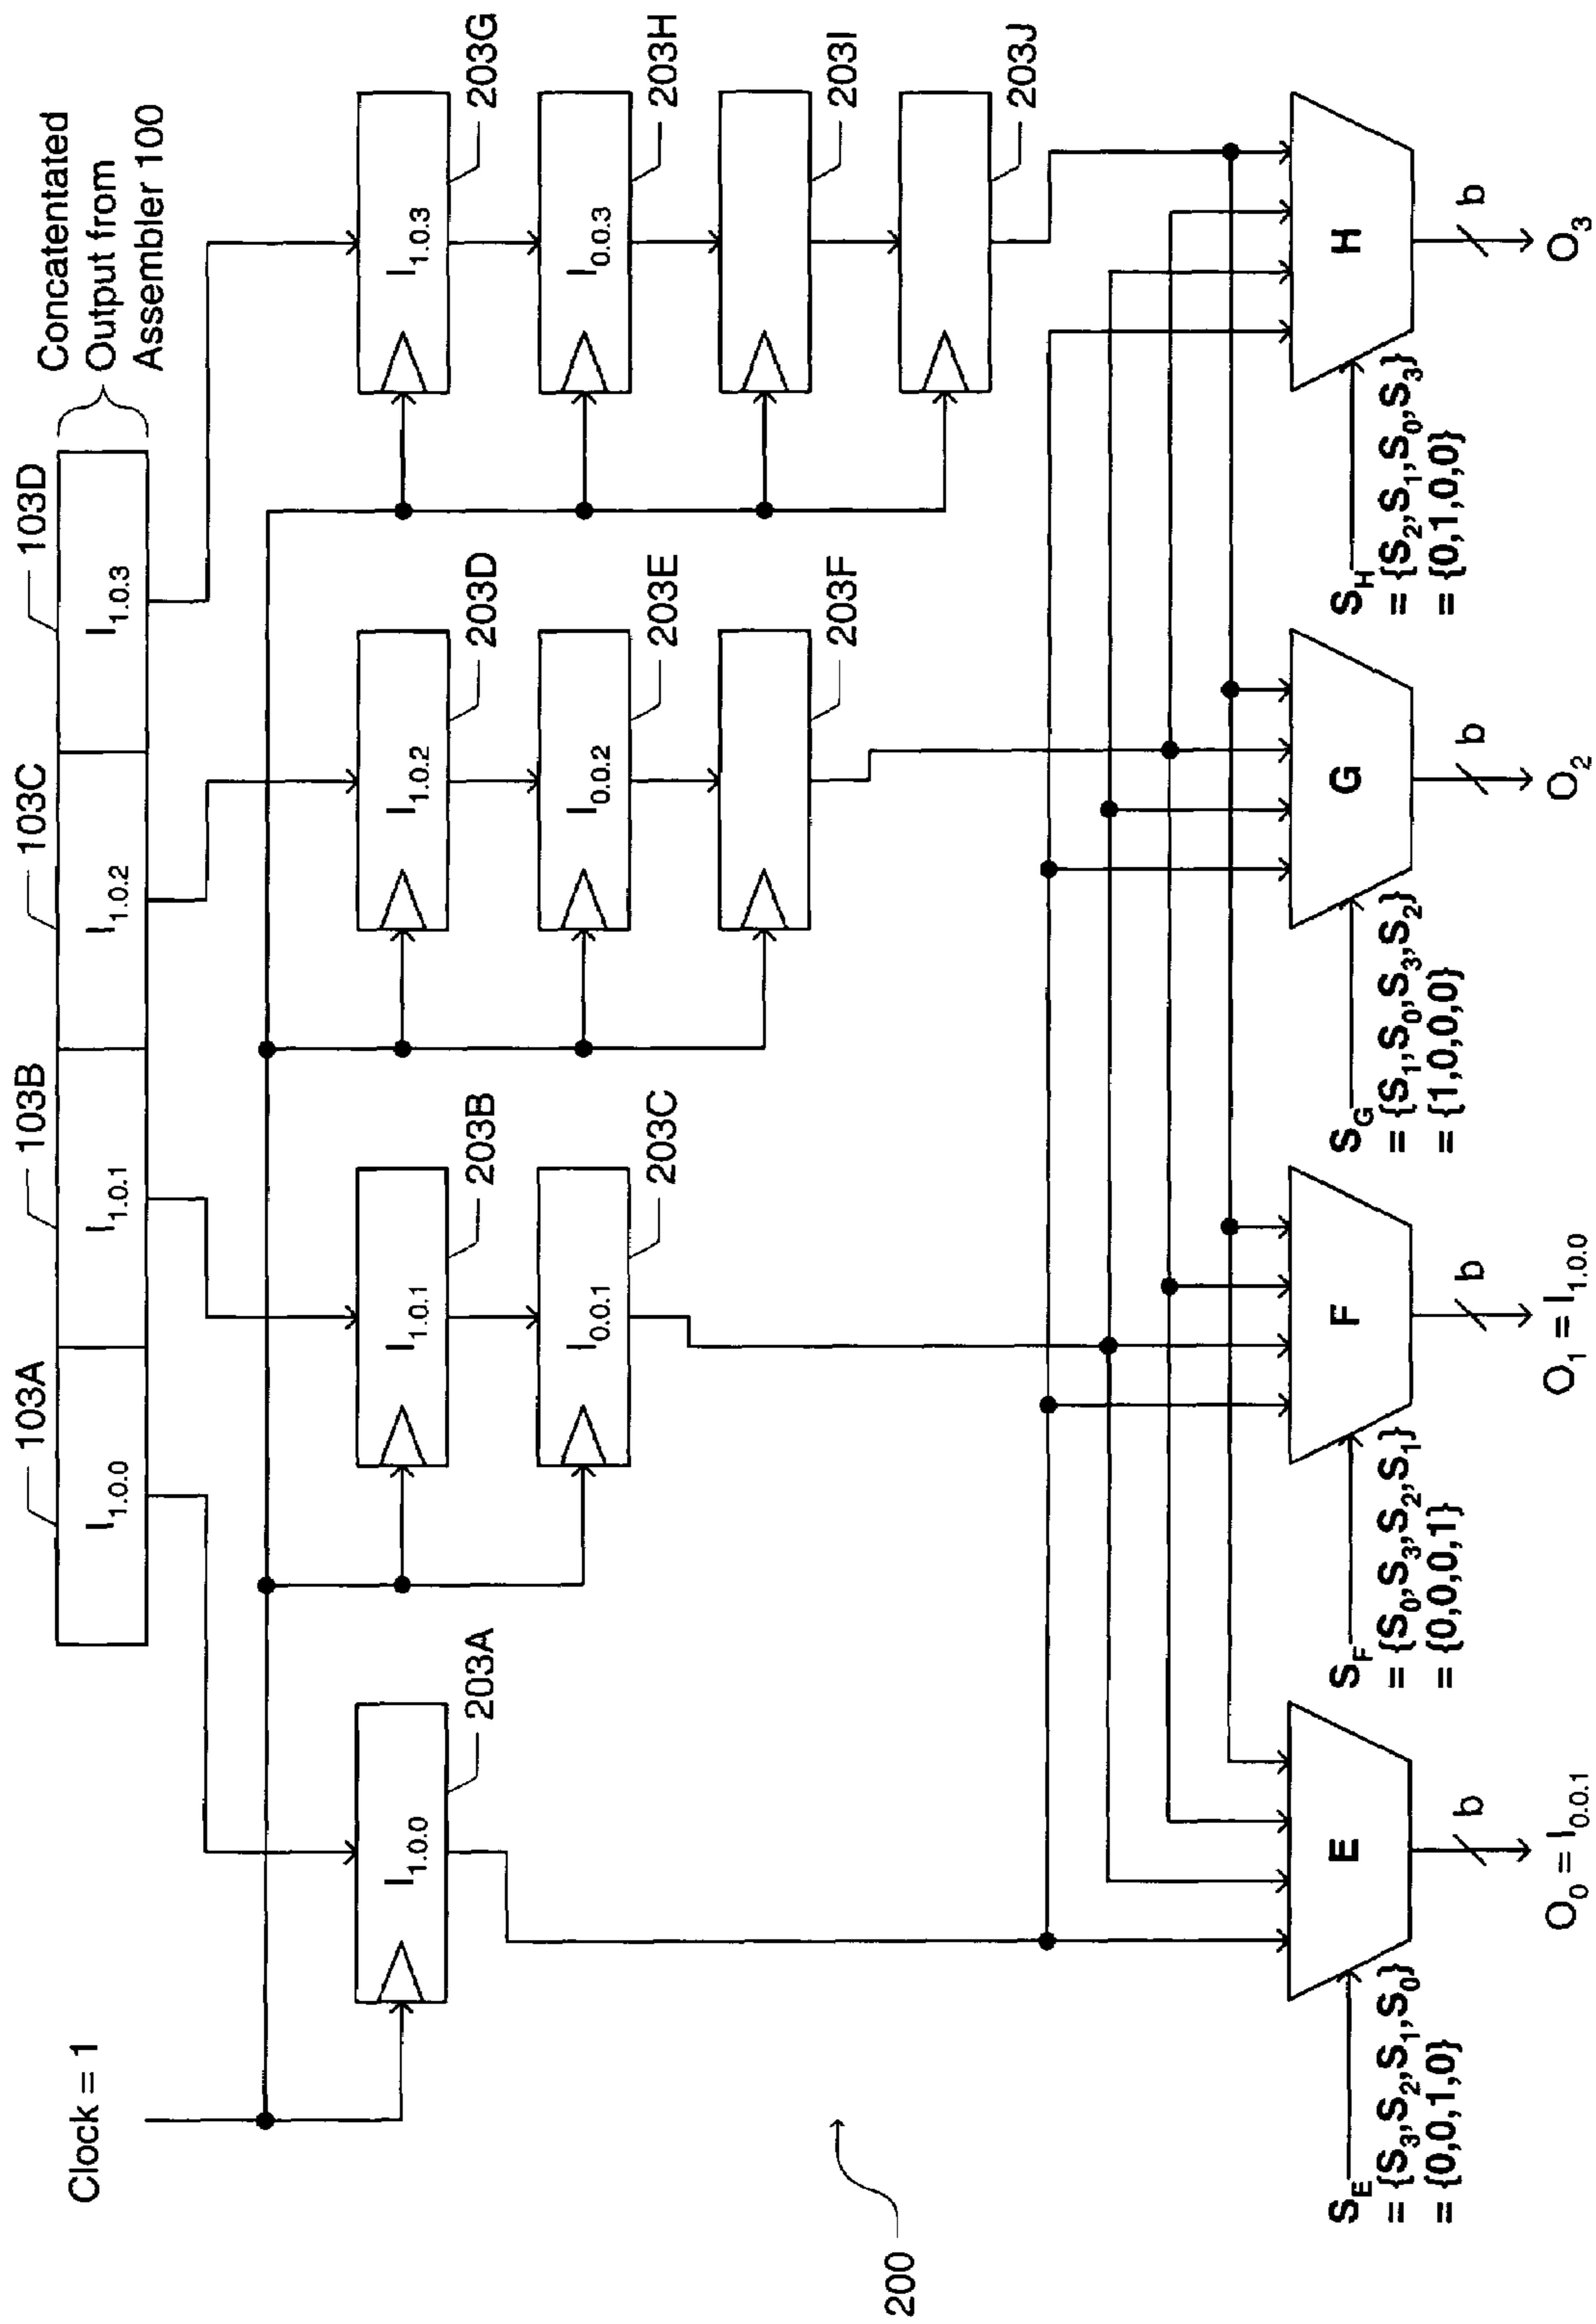 Concatentated
Output from
Assembler 100
103A
103B
103C
103D
I1.0.0
I1.0.1
I1.0.2
I1.0.3
Clock = 1
I1.0.0
203A
I1.0.1
203B
I1.0.2
203D
I1.0.3
203G
I0.0.1
203C
I0.0.2
203E
I0.0.3
203H
203F
203I
203J
200
E
F
G
H
SE
= {S3,S2,S1,S0}
= {0,0,1,0}
SF
= {S0,S3,S2,S1}
= {0,0,0,1}
SG
= {S1,S0,S3,S2}
= {1,0,0,0}
SH
= {S2,S1,S0,S3}
= {0,1,0,0}
b
b
b
b
O0 = I0.0.1
O1 = I1.0.0
O2
O3